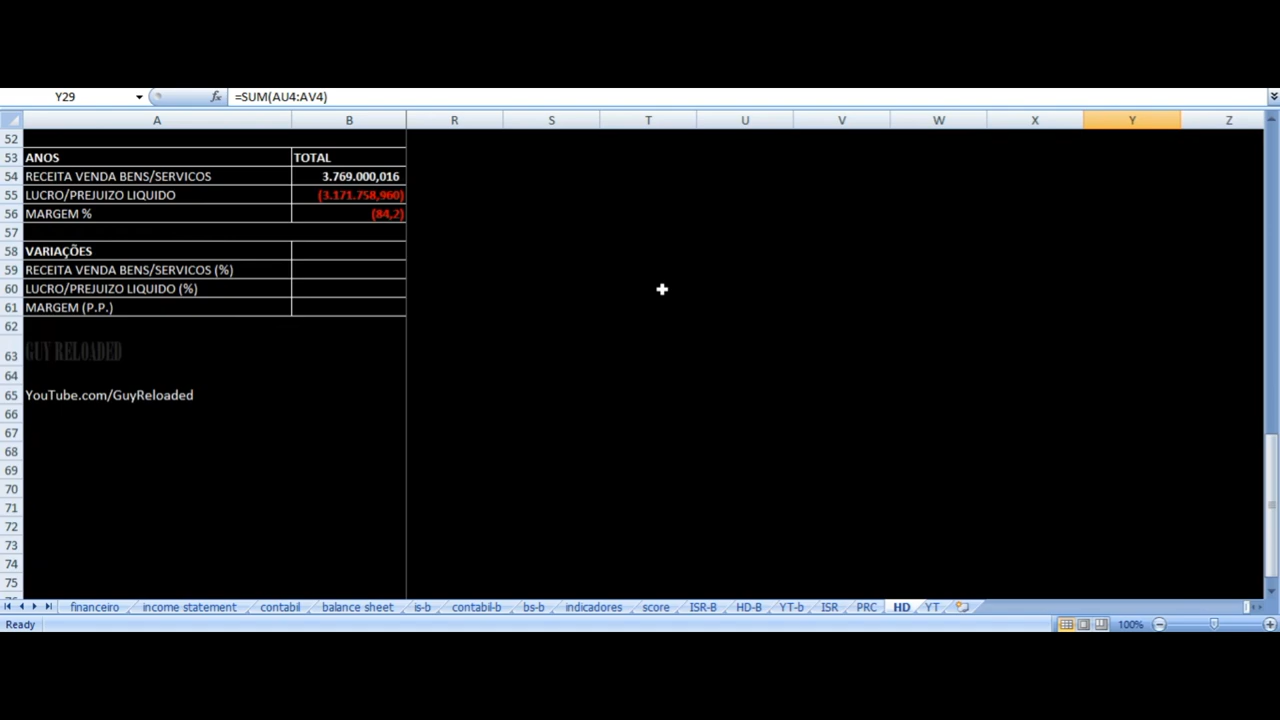 Y29 fx =SUM(AU4:AV4)
A B R S T U V W X Y Z
52
53 ANOS TOTAL
54 RECEITA VENDA BENS/SERVICOS 3.769.000,016
55 LUCRO/PREJUIZO LIQUIDO (3.171.758,960)
56 MARGEM % (84,2)
57
58 VARIAÇÕES
59 RECEITA VENDA BENS/SERVICOS (%)
60 LUCRO/PREJUIZO LIQUIDO (%)
61 MARGEM (P.P.)
62
63 GUY RELOADED
64
65 YouTube.com/GuyReloaded
66
67
68
69
70
71
72
73
74
75
financeiro income statement contabil balance sheet is-b contabil-b bs-b indicadores score ISR-B HD-B YT-b ISR PRC HD YT
Ready 100%